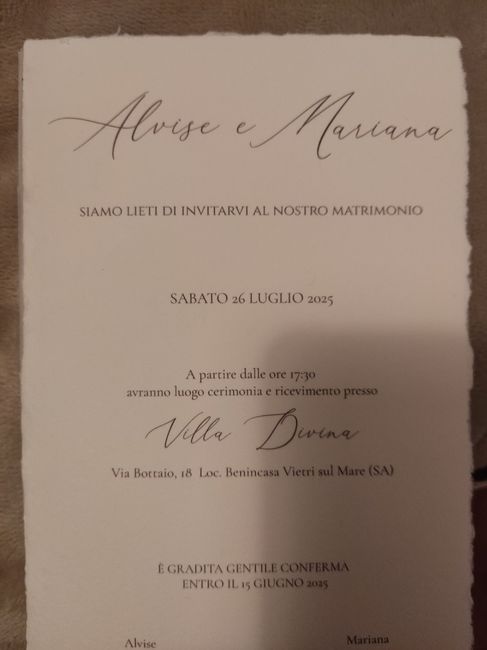 Alvise e Mariana
SIAMO LIETI DI INVITARVI AL NOSTRO MATRIMONIO
SABATO 26 LUGLIO 2025
A partire dalle ore 17:30
avranno luogo cerimonia e ricevimento presso
Villa Divina
Via Bottaio, 18 Loc. Benincasa Vietri sul Mare (SA)
È GRADITA GENTILE CONFERMA
ENTRO IL 15 GIUGNO 2025
Alvise Mariana